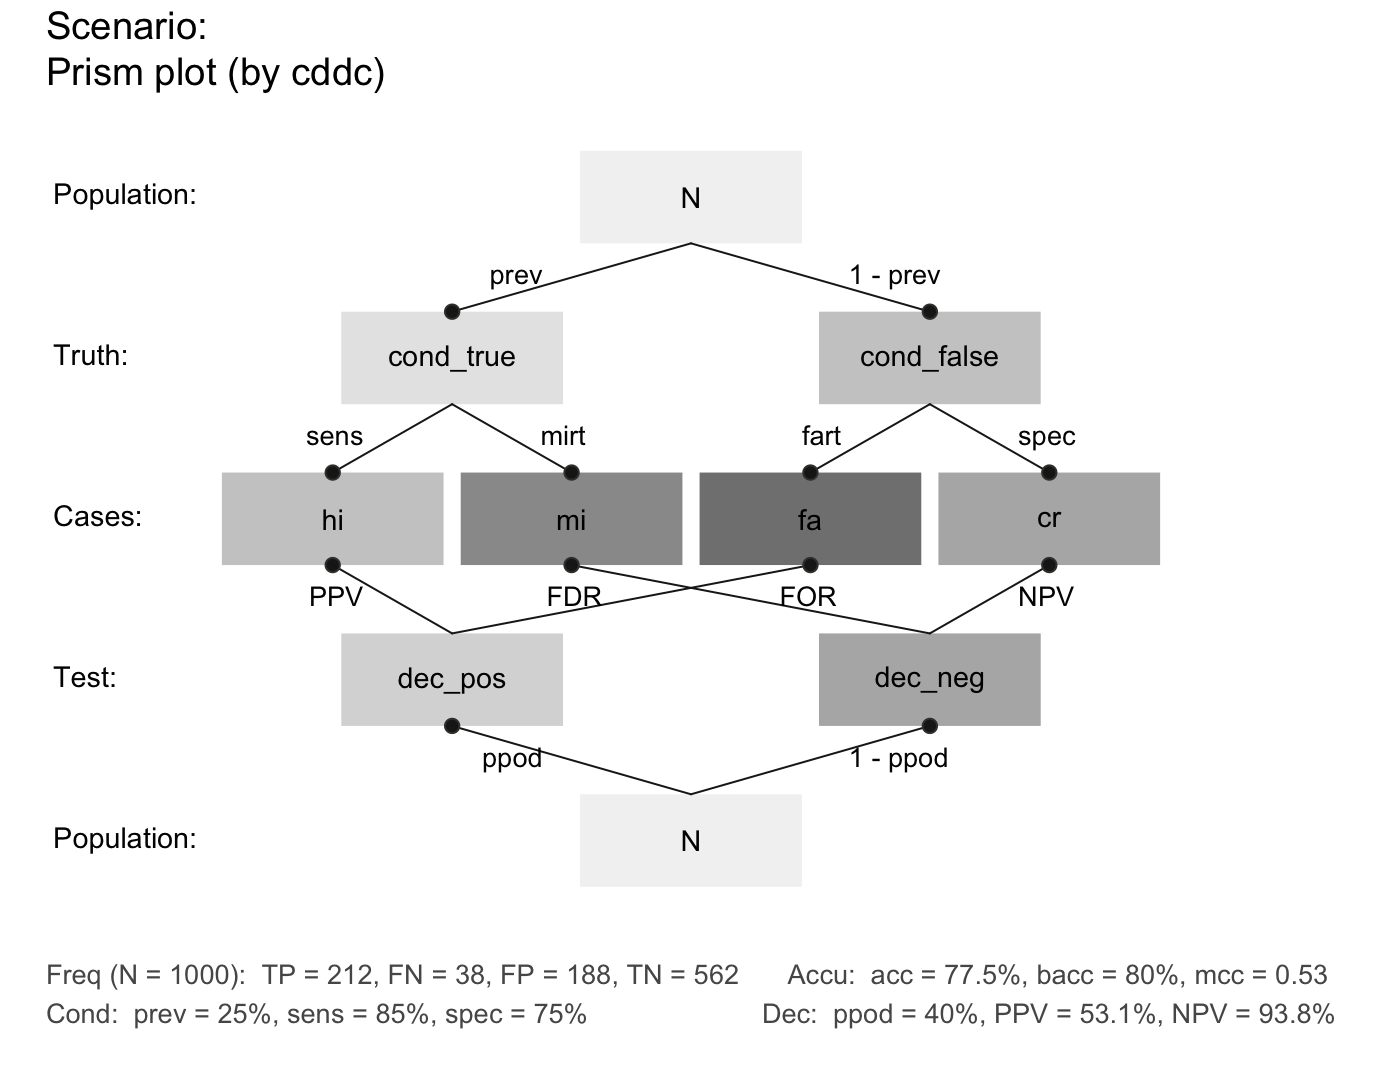 Scenario:
Prism plot (by cddc)
Population:
N
prev
1 - prev
Truth:
cond_true
cond_false
sens
mirt
fart
spec
Cases:
hi
mi
fa
cr
PPV
FDR
FOR
NPV
Test:
dec_pos
dec_neg
ppod
1 - ppod
Population:
N
Freq (N = 1000):  TP = 212, FN = 38, FP = 188, TN = 562
Accu:  acc = 77.5%, bacc = 80%, mcc = 0.53
Cond:  prev = 25%, sens = 85%, spec = 75%
Dec:  ppod = 40%, PPV = 53.1%, NPV = 93.8%